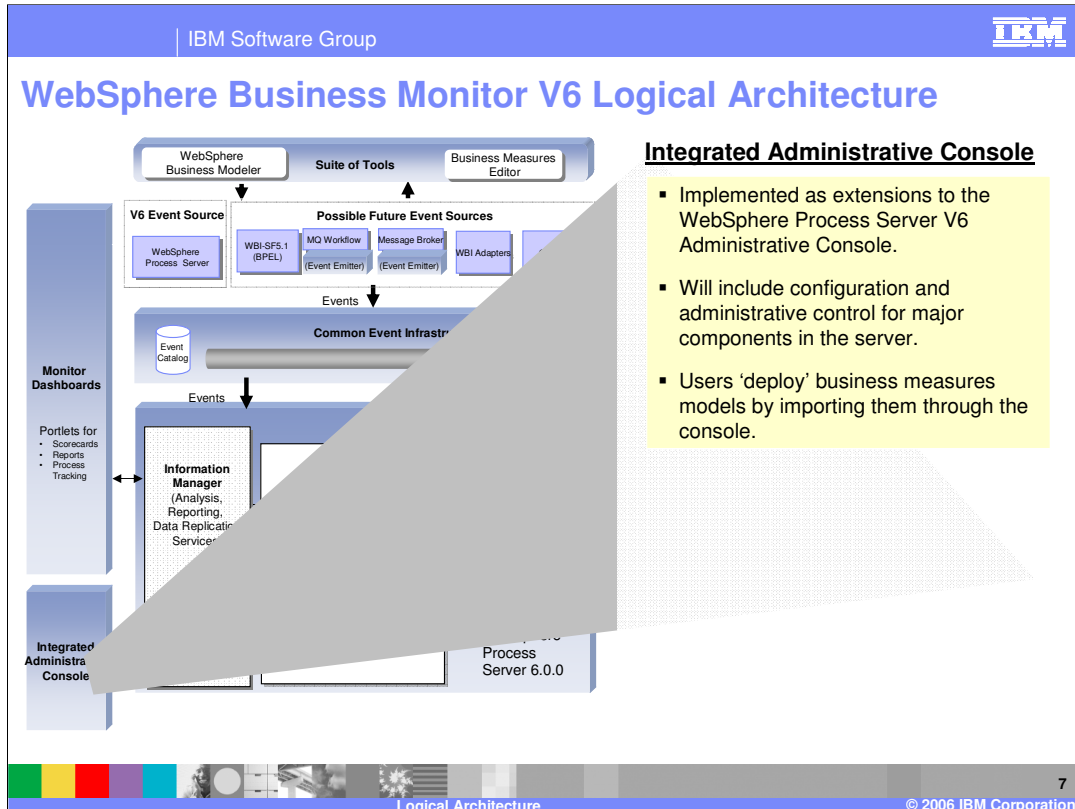 IBM Software Group
IBM
WebSphere Business Monitor V6 Logical Architecture
WebSphere
Business Modeler
Suite of Tools
Business Measures
Editor
V6 Event Source
WebSphere
Process Server
Possible Future Event Sources
WBI-SF5.1
(BPEL)
MQ Workflow
(Event Emitter)
Message Broker
(Event Emitter)
WBI Adapters
Events
Event
Catalog
Common Event
Events
Monitor
Dashboards
Portlets for
• Scorecards
• Reports
• Process
Tracking
Information
Manager
(Analysis,
Reporting,
Data
Integrated
Console
Process
Server 6.0.0
Integrated Administrative Console
▪ Implemented as extensions to the
WebSphere Process Server V6
Administrative Console.
▪ Will include configuration and
administrative control for major
components in the server.
▪ Users ‘deploy’ business measures
models by importing them through the
console.
7
Logical Architecture
© 2006 IBM Corporation